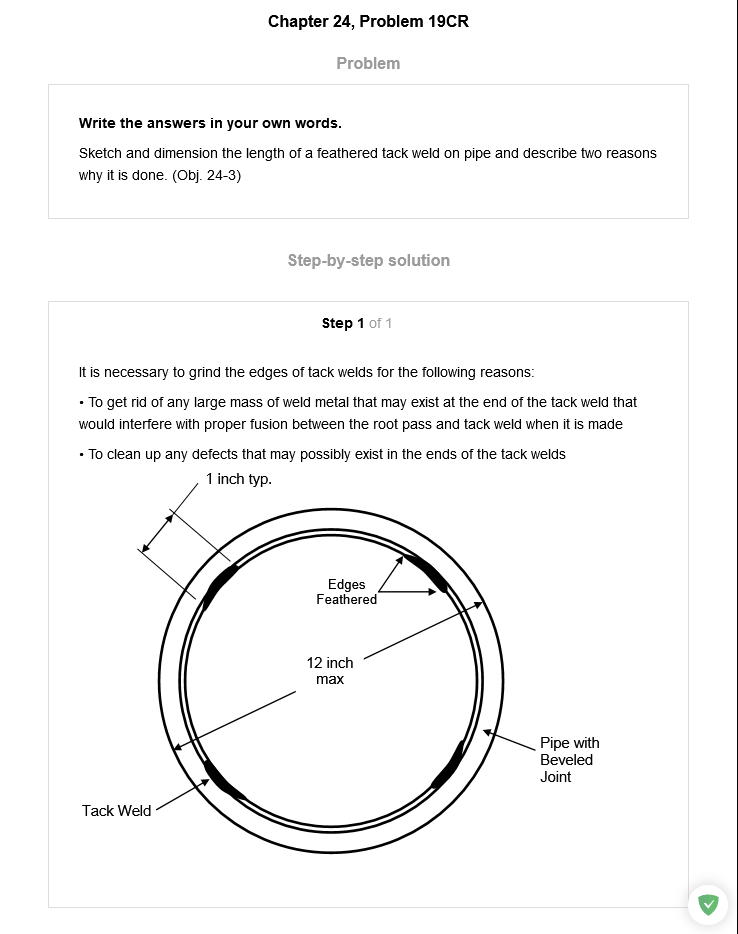 Chapter 24, Problem 19CR
Problem
Write the answers in your own words.
Sketch and dimension the length of a feathered tack weld on pipe and describe two reasons
why it is done. (Obj. 24-3)
Step-by-step solution
Step 1 of 1
It is necessary to grind the edges of tack welds for the following reasons:
• To get rid of any large mass of weld metal that may exist at the end of the tack weld that
would interfere with proper fusion between the root pass and tack weld when it is made
• To clean up any defects that may possibly exist in the ends of the tack welds
1 inch typ.
Edges
Feathered
12 inch
max
Pipe with
Beveled
Joint
Tack Weld